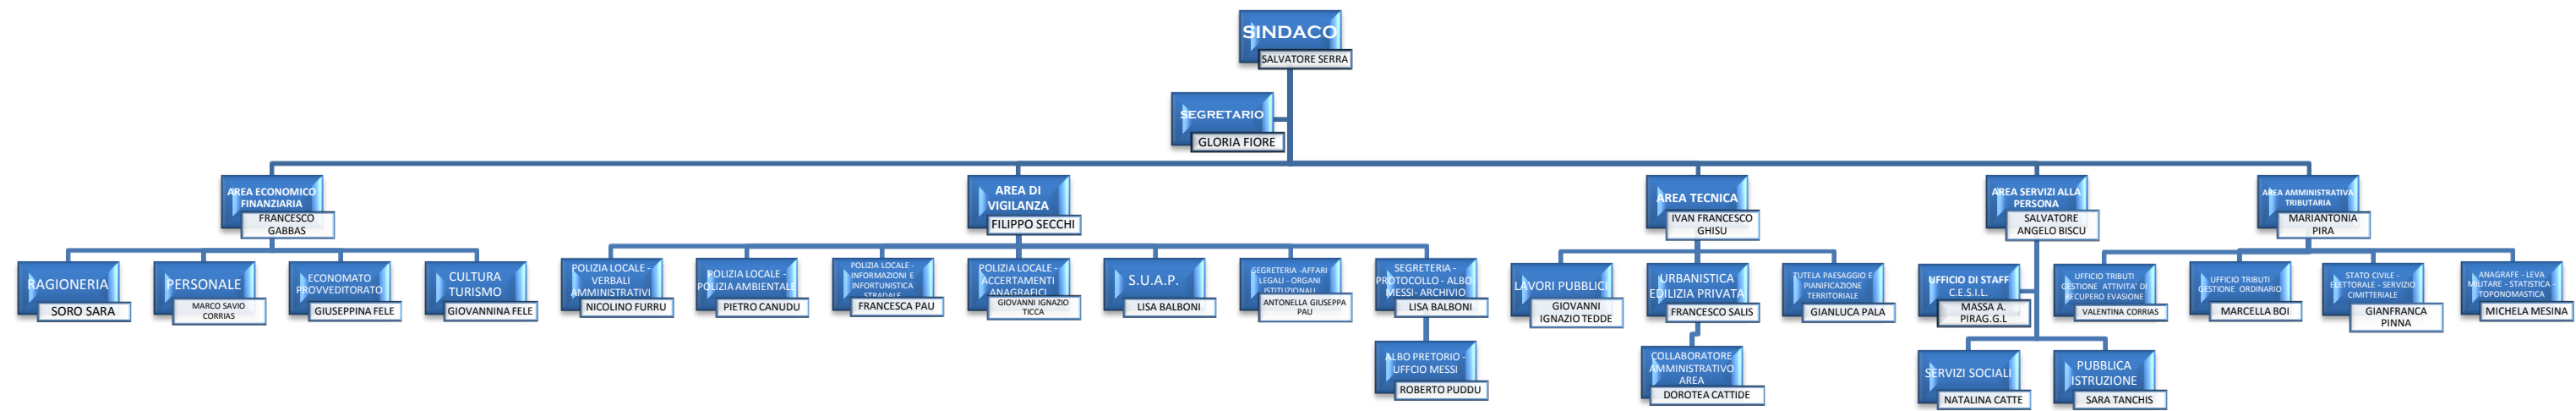 SINDACO
SALVATORE SERRA
SEGRETARIO
GLORIA FIORE
AREA ECONOMICO
FINANZIARIA
FRANCESCO
GABBAS
AREA DI
VIGILANZA
FILIPPO SECCHI
AREA TECNICA
IVAN FRANCESCO
GHISU
AREA SERVIZI ALLA
PERSONA
SALVATORE
ANGELO BISCU
AREA AMMINISTRATIVA
TRIBUTARIA
MARIANTONIA
PIRA
RAGIONERIA
SORO SARA
PERSONALE
MARCO SAVIO
CORRIAS
ECONOMATO
PROVVEDITORATO
GIUSEPPINA FELE
CULTURA
TURISMO
GIOVANNINA FELE
POLIZIA LOCALE -
VERBALI
AMMINISTRATIVI
NICOLINO FURRU
POLIZIA LOCALE -
POLIZIA AMBIENTALE
PIETRO CANUDU
POLIZIA LOCALE -
INFORMAZIONI E
INFORTUNISTICA
STRADALE
FRANCESCA PAU
POLIZIA LOCALE -
ACCERTAMENTI
ANAGRAFICI
GIOVANNI IGNAZIO
TICCA
S.U.A.P.
LISA BALBONI
SEGRETERIA -AFFARI
LEGALI - ORGANI
ISTITUZIONALI
ANTONELLA GIUSEPPA
PAU
SEGRETERIA -
PROTOCOLLO - ALBO
MESSI- ARCHIVIO
LISA BALBONI
ALBO PRETORIO -
UFFCIO MESSI
ROBERTO PUDDU
LAVORI PUBBLICI
GIOVANNI
IGNAZIO TEDDE
URBANISTICA
EDILIZIA PRIVATA
FRANCESCO SALIS
COLLABORATORE
AMMINISTRATIVO
AREA
DOROTEA CATTIDE
TUTELA PAESAGGIO E
PIANIFICAZIONE
TERRITORIALE
GIANLUCA PALA
UFFICIO DI STAFF
C.E.S.I.L.
MASSA A.
PIRAG.G.L
SERVIZI SOCIALI
NATALINA CATTE
PUBBLICA
ISTRUZIONE
SARA TANCHIS
UFFICIO TRIBUTI
GESTIONE ATTIVITA' DI
RECUPERO EVASIONE
VALENTINA CORRIAS
UFFICIO TRIBUTI
GESTIONE ORDINARIO
MARCELLA BOI
STATO CIVILE -
ELETTORALE - SERVIZIO
CIMITTERIALE
GIANFRANCA
PINNA
ANAGRAFE - LEVA
MILITARE - STATISTICA -
TOPONOMASTICA
MICHELA MESINA